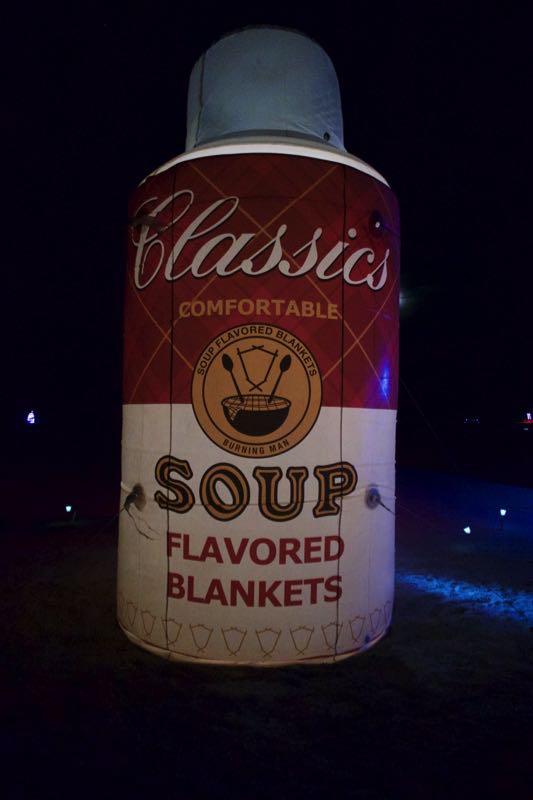 Classics
COMFORTABLE
SOUP FLAVORED BLANKETS
BURNING MAN
SOUP
FLAVORED
BLANKETS